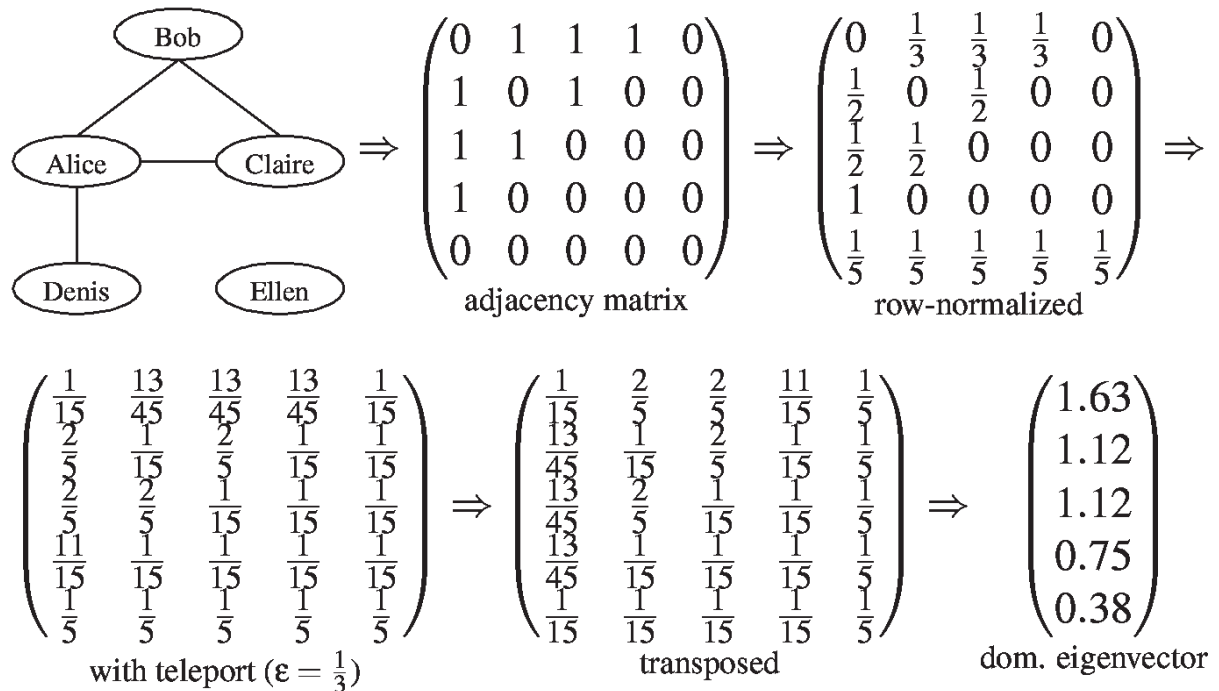 Bob
Alice
Claire
Denis
Ellen
⇒
0 1 1 1 0
1 0 1 0 0
1 1 0 0 0
1 0 0 0 0
0 0 0 0 0
adjacency matrix
⇒
0 1/3 1/3 1/3 0
1/2 0 1/2 0 0
1/2 1/2 0 0 0
1 0 0 0 0
1/5 1/5 1/5 1/5 1/5
row-normalized
⇒
1/15 13/45 13/45 13/45 1/15
2/5 1/15 2/5 1/15 1/15
2/5 2/5 1/15 1/15 1/15
11/15 1/15 1/15 1/15 1/15
1/5 1/5 1/5 1/5 1/5
with teleport (ε = 1/3)
⇒
1/15 2/5 2/5 11/15 1/5
13/45 1/15 2/5 1/15 1/5
13/45 2/5 1/15 1/15 1/5
13/45 1/15 1/15 1/15 1/5
1/15 1/15 1/15 1/15 1/5
transposed
⇒
1.63
1.12
1.12
0.75
0.38
dom. eigenvector